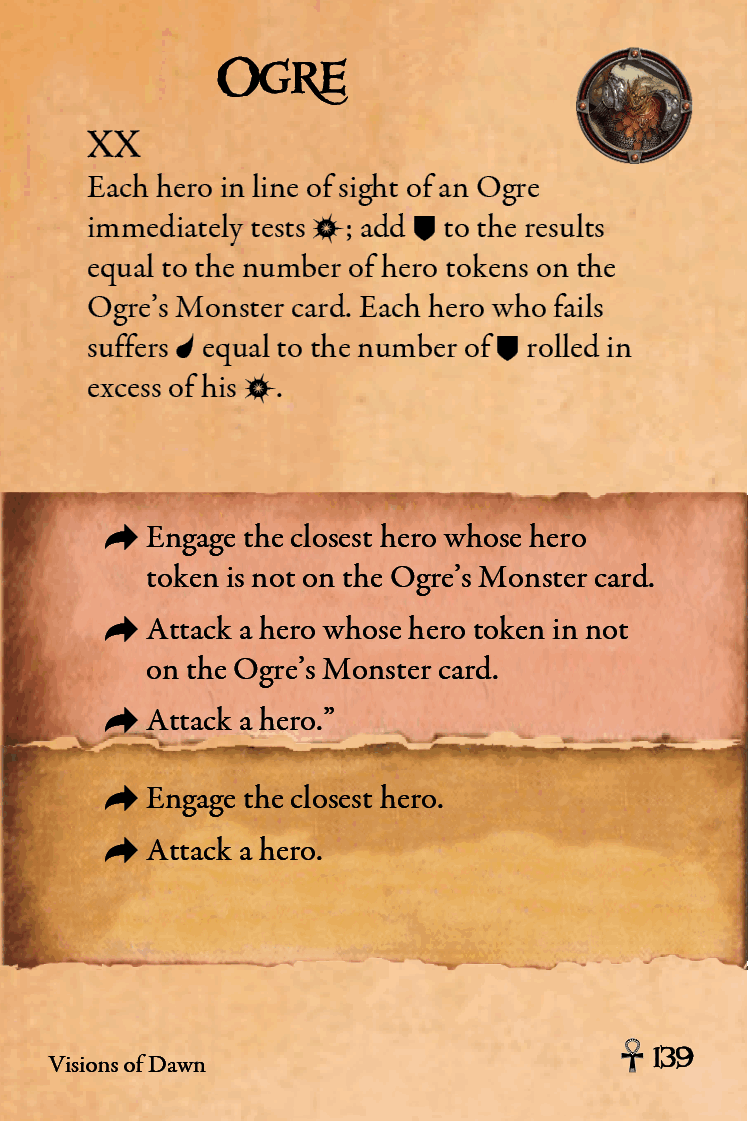 OGRE
XX
Each hero in line of sight of an Ogre
immediately tests ; add to the results
equal to the number of hero tokens on the
Ogre’s Monster card. Each hero who fails
suffers equal to the number of rolled in
excess of his .
Engage the closest hero whose hero
token is not on the Ogre’s Monster card.
Attack a hero whose hero token in not
on the Ogre’s Monster card.
Attack a hero.”
Engage the closest hero.
Attack a hero.
Visions of Dawn
139